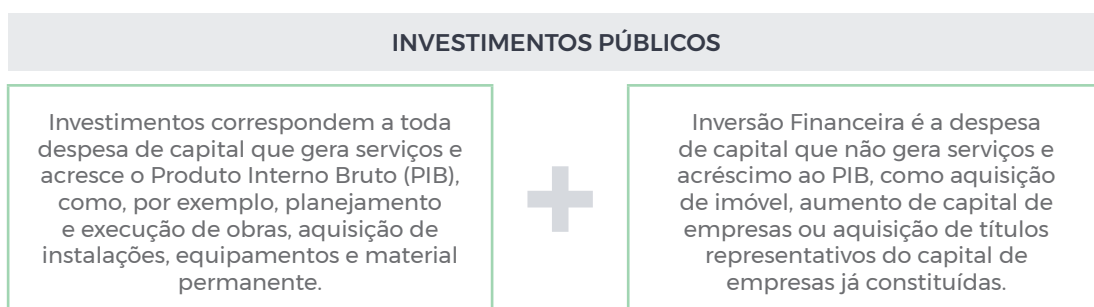 INVESTIMENTOS PÚBLICOS
Investimentos correspondem a toda
despesa de capital que gera serviços e
acresce o Produto Interno Bruto (PIB),
como, por exemplo, planejamento
e execução de obras, aquisição de
instalações, equipamentos e material
permanente.
+
Inversão Financeira é a despesa
de capital que não gera serviços e
acréscimo ao PIB, como aquisição
de imóvel, aumento de capital de
empresas ou aquisição de títulos
representativos do capital de
empresas já constituídas.